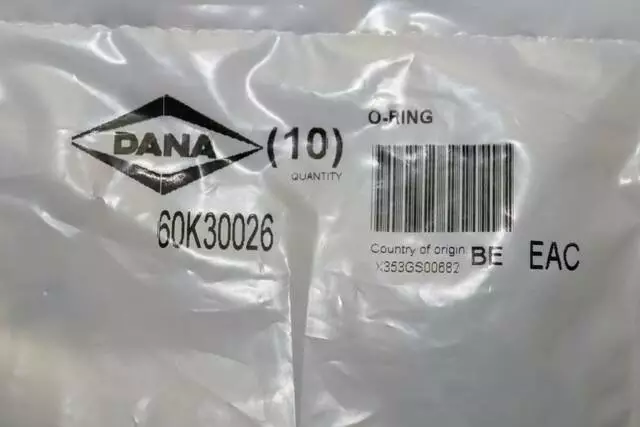 DANA
(10)
QUANTITY
60K30026
O-RING
Country of origin: BE
X353GS00682
EAC